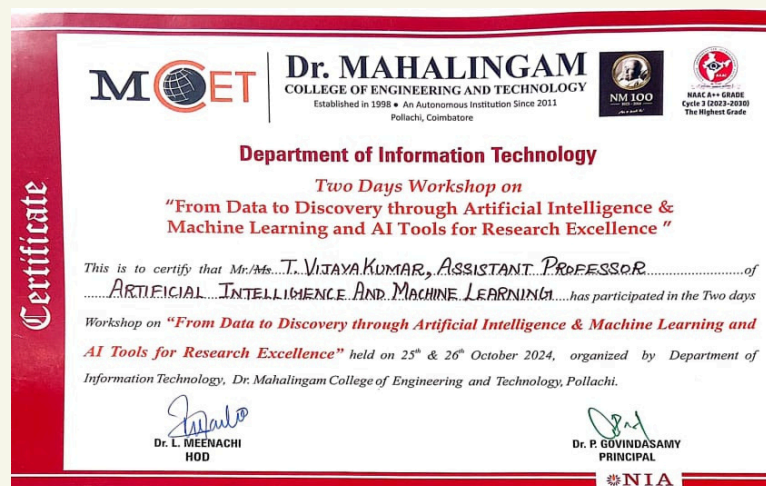 MCET
Dr. MAHALINGAM
COLLEGE OF ENGINEERING AND TECHNOLOGY
Established in 1998 • An Autonomous Institution Since 2011
Pollachi, Coimbatore
NM 100
NAAC A++ GRADE
Cycle 3 (2023-2030)
The Highest Grade
Department of Information Technology
Two Days Workshop on
"From Data to Discovery through Artificial Intelligence &
Machine Learning and AI Tools for Research Excellence "
Certificate
This is to certify that Mr./Ms T. VIJAYAKUMAR, ASSISTANT PROFESSOR of
ARTIFICIAL INTELLIGENCE AND MACHINE LEARNING has participated in the Two days
Workshop on "From Data to Discovery through Artificial Intelligence & Machine Learning and
AI Tools for Research Excellence" held on 25th & 26th October 2024, organized by Department of
Information Technology, Dr. Mahalingam College of Engineering and Technology, Pollachi.
Dr. L. MEENACHI
HOD
Dr. P. GOVINDASAMY
PRINCIPAL
NIA